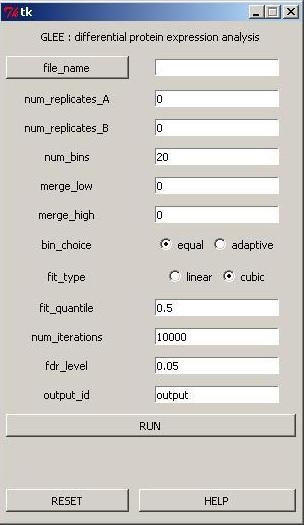 tk
GLEE : differential protein expression analysis
file_name
num_replicates_A 0
num_replicates_B 0
num_bins 20
merge_low 0
merge_high 0
bin_choice equal adaptive
fit_type linear cubic
fit_quantile 0.5
num_iterations 10000
fdr_level 0.05
output_id output
RUN
RESET HELP